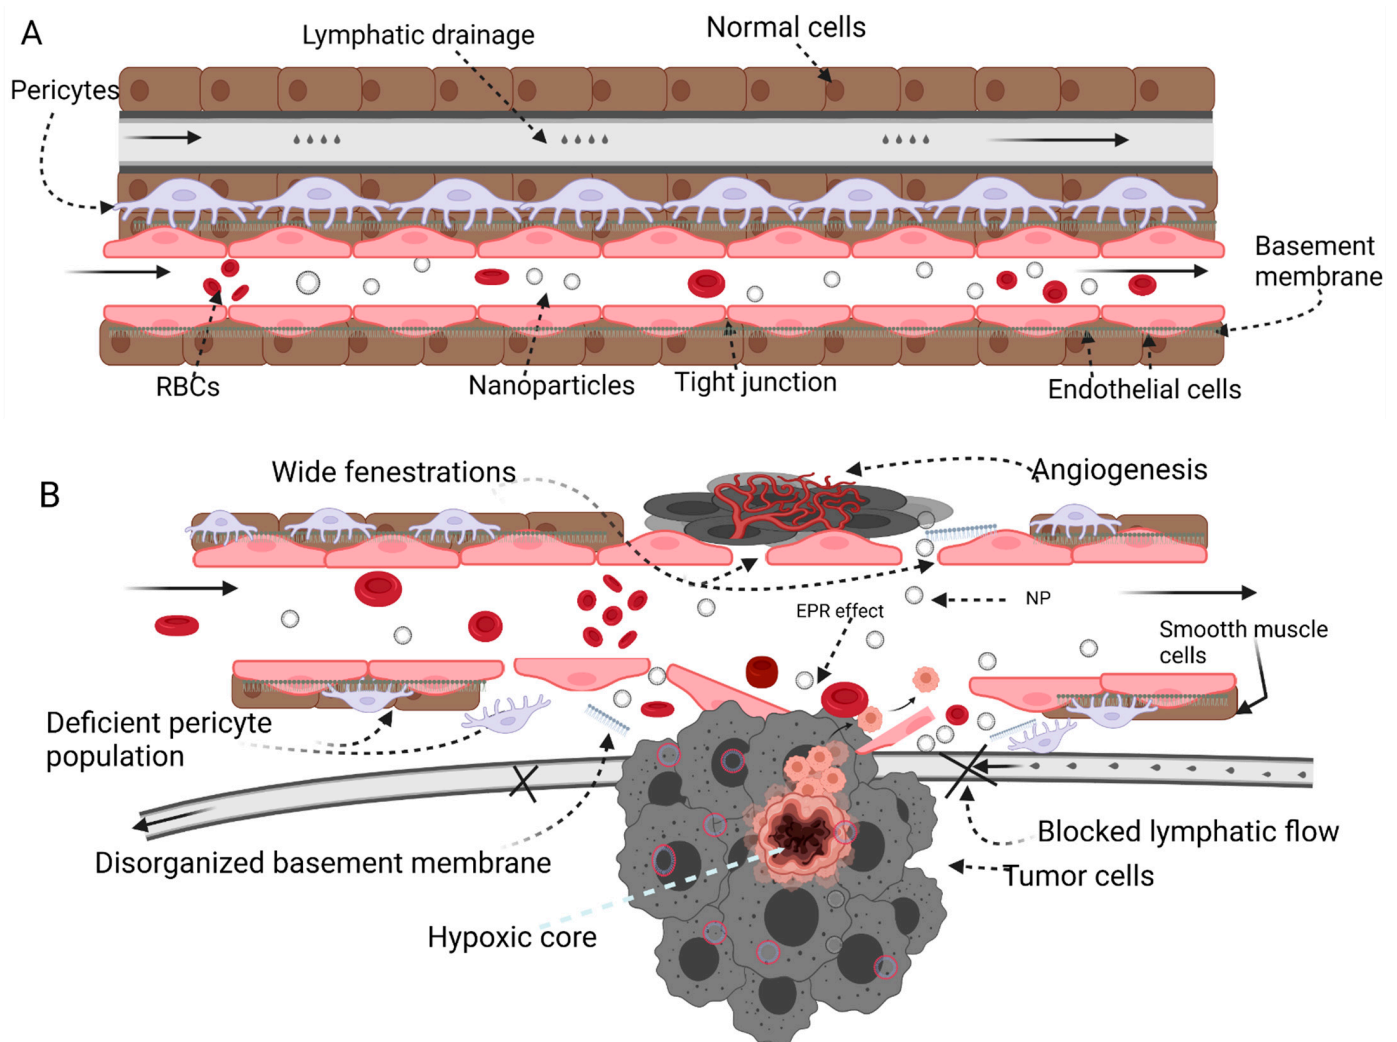 A
Lymphatic drainage
Normal cells
Pericytes
Basement
membrane
RBCs
Nanoparticles
Tight junction
Endothelial cells
B
Wide fenestrations
Angiogenesis
EPR effect
NP
Smootth muscle
cells
Deficient pericyte
population
Disorganized basement membrane
Blocked lymphatic flow
Tumor cells
Hypoxic core